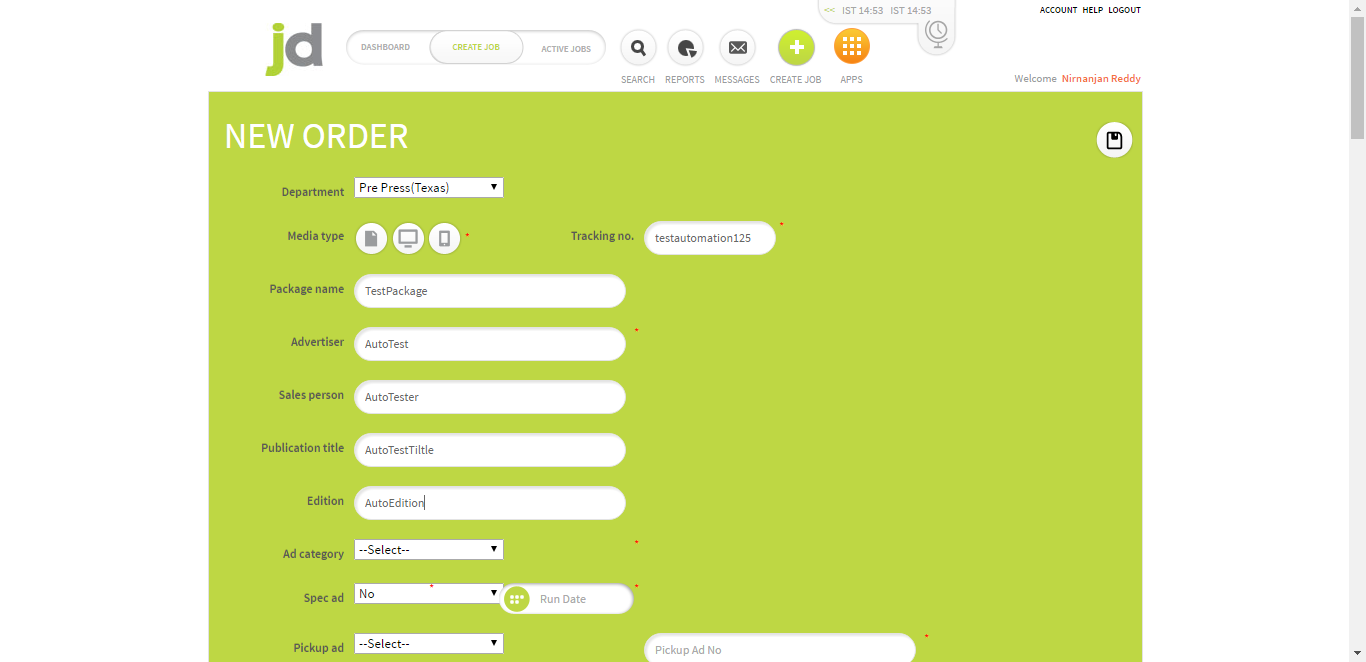 << IST 14:53 IST 14:53
ACCOUNT HELP LOGOUT
jd
DASHBOARD CREATE JOB ACTIVE JOBS
SEARCH REPORTS MESSAGES CREATE JOB APPS
Welcome Nirnanjan Reddy
NEW ORDER
Department Pre Press(Texas)
Media type * Tracking no. testautomation125 *
Package name TestPackage
Advertiser AutoTest *
Sales person AutoTester
Publication title AutoTestTiltle
Edition AutoEdition
Ad category --Select-- *
Spec ad No * Run Date *
Pickup ad --Select-- Pickup Ad No *